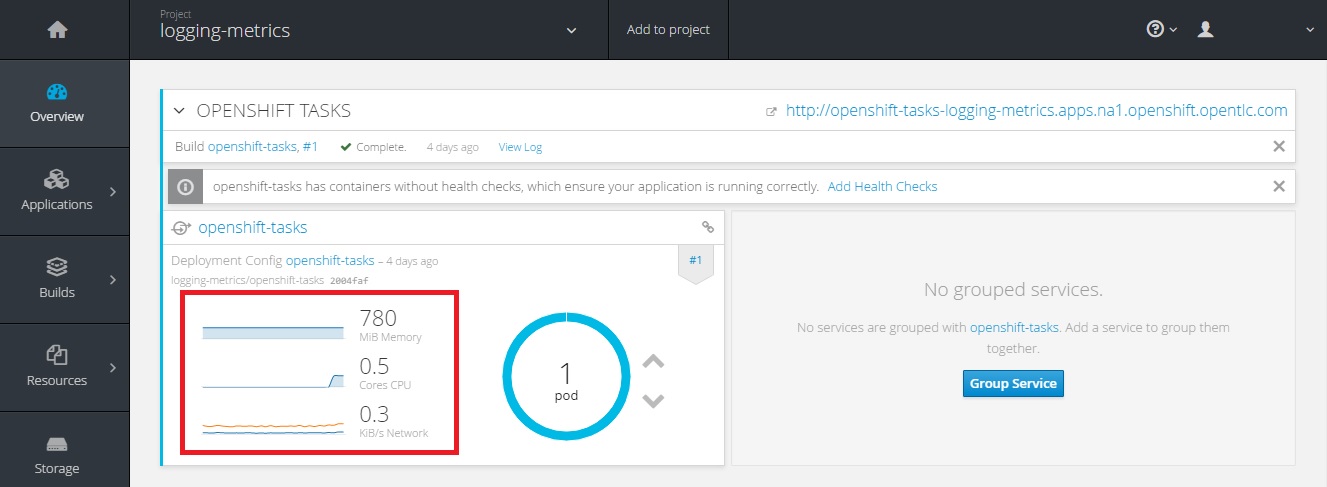 Project
logging-metrics
Add to project
Overview
Applications
Builds
Resources
Storage
OPENSHIFT TASKS
http://openshift-tasks-logging-metrics.apps.na1.openshift.opentlc.com
Build openshift-tasks, #1 Complete. 4 days ago View Log
openshift-tasks has containers without health checks, which ensure your application is running correctly. Add Health Checks
openshift-tasks
Deployment Config openshift-tasks – 4 days ago
#1
logging-metrics/openshift-tasks 2004faf
780
MiB Memory
0.5
Cores CPU
0.3
KiB/s Network
1
pod
No grouped services.
No services are grouped with openshift-tasks. Add a service to group them
together.
Group Service